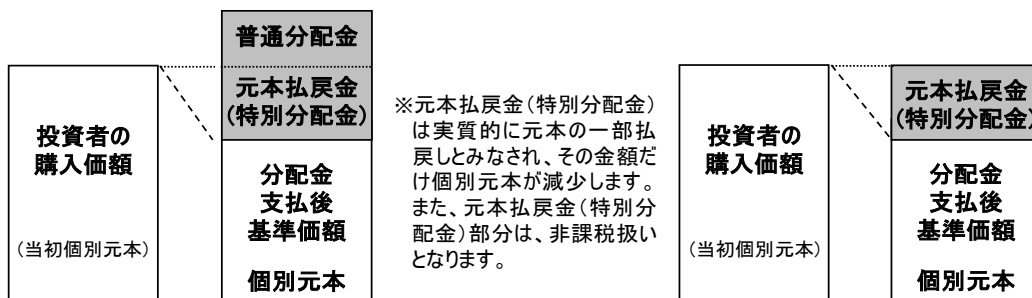 投資者の
購入価額
(当初個別元本)
普通分配金
元本払戻金
(特別分配金)
分配金
支払後
基準価額
個別元本
※元本払戻金(特別分配金)
は実質的に元本の一部払
戻しとみなされ、その金額だ
け個別元本が減少します。
また、元本払戻金(特別分
配金)部分は、非課税扱い
となります。
投資者の
購入価額
(当初個別元本)
元本払戻金
(特別分配金)
分配金
支払後
基準価額
個別元本